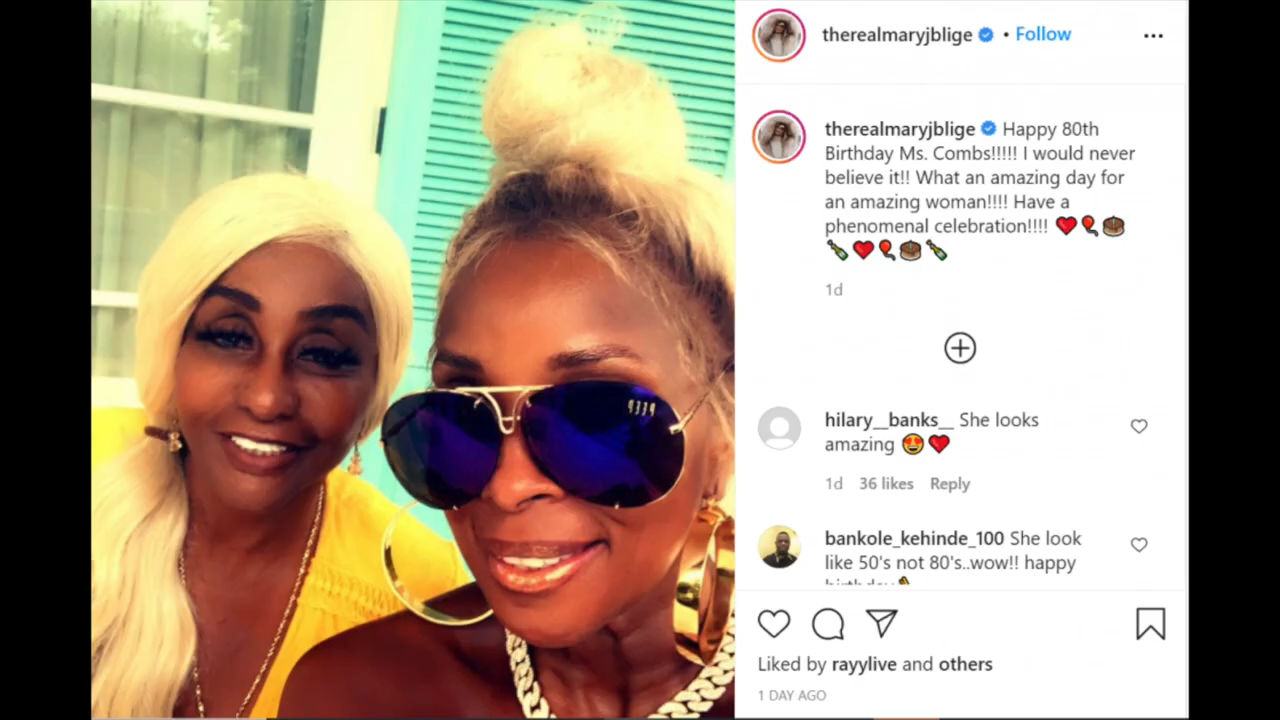 therealmaryjblige • Follow
therealmaryjblige Happy 80th
Birthday Ms. Combs!!!!! I would never
believe it!! What an amazing day for
an amazing woman!!!! Have a
phenomenal celebration!!!! ❤️🎈🎂
🍾❤️🎈🎂🍾
1d
hilary__banks__ She looks
amazing 😍❤️
1d 36 likes Reply
bankole_kehinde_100 She look
like 50's not 80's..wow!! happy
birthday
Liked by rayylive and others
1 DAY AGO